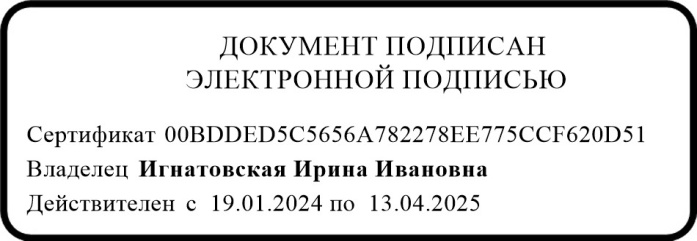 ДОКУМЕНТ ПОДПИСАН
ЭЛЕКТРОННОЙ ПОДПИСЬЮ
Сертификат 00BDDED5C5656A782278EE775CCF620D51
Владелец Игнатовская Ирина Ивановна
Действителен с 19.01.2024 по 13.04.2025